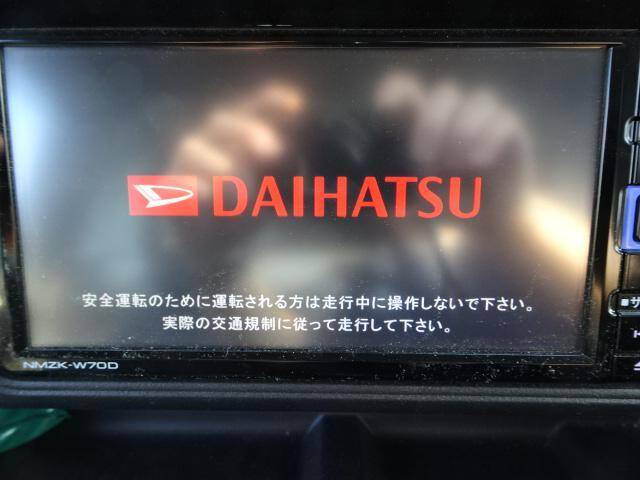 DAIHATSU
安全運転のために運転される方は走行中に操作しないで下さい。
実際の交通規制に従って走行して下さい。
NMZK-W70D
サ